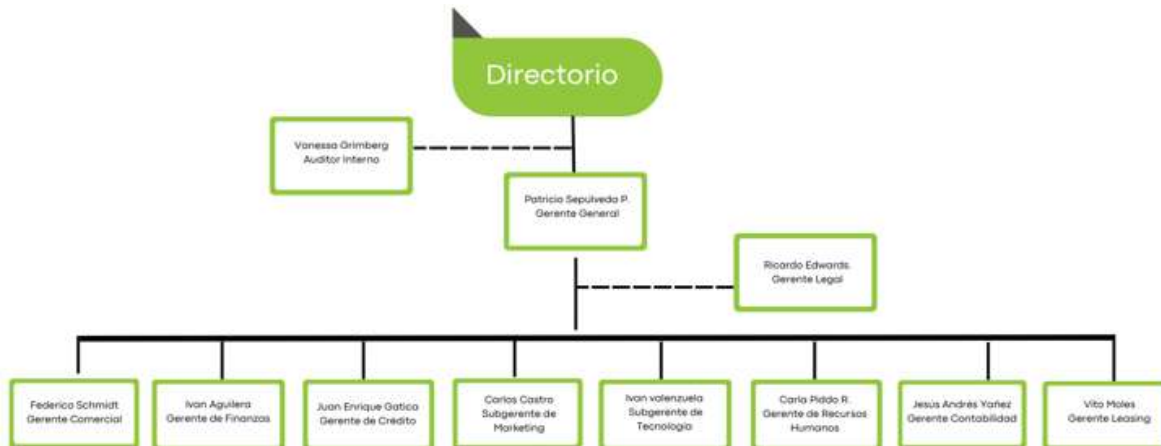 Directorio
Vanessa Grimberg
Auditor Interno
Patricio Sepúlveda P.
Gerente General
Ricardo Edwards.
Gerente Legal
Federico Schmidt
Gerente Comercial
Ivan Aguilera
Gerente de Finanzas
Juan Enrique Gatica
Gerente de Crédito
Carlos Castro
Subgerente de
Marketing
Ivan valenzuela
Subgerente de
Tecnología
Carla Piddo R.
Gerente de Recursos
Humanos
Jesús Andrés Yañez
Gerente Contabilidad
Vito Moles
Gerente Leasing